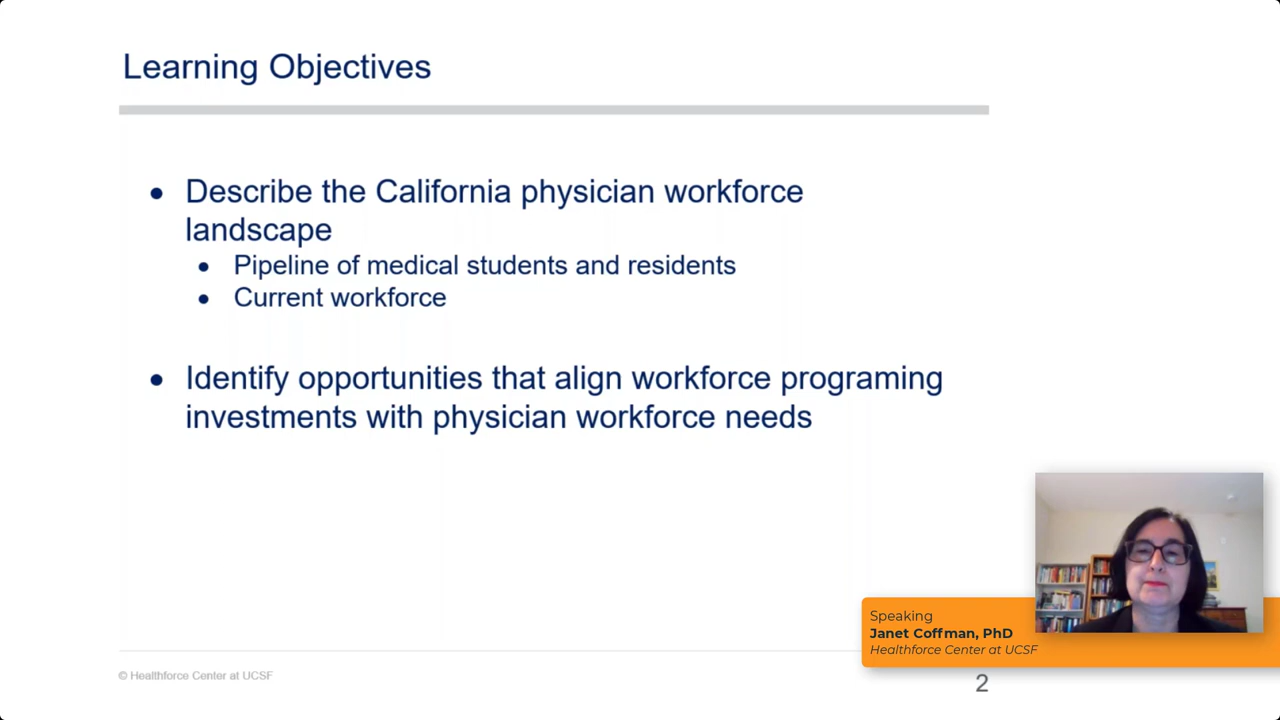 Learning Objectives
● Describe the California physician workforce
landscape
● Pipeline of medical students and residents
● Current workforce
● Identify opportunities that align workforce programing
investments with physician workforce needs
Speaking
Janet Coffman, PhD
Healthforce Center at UCSF
© Healthforce Center at UCSF
2